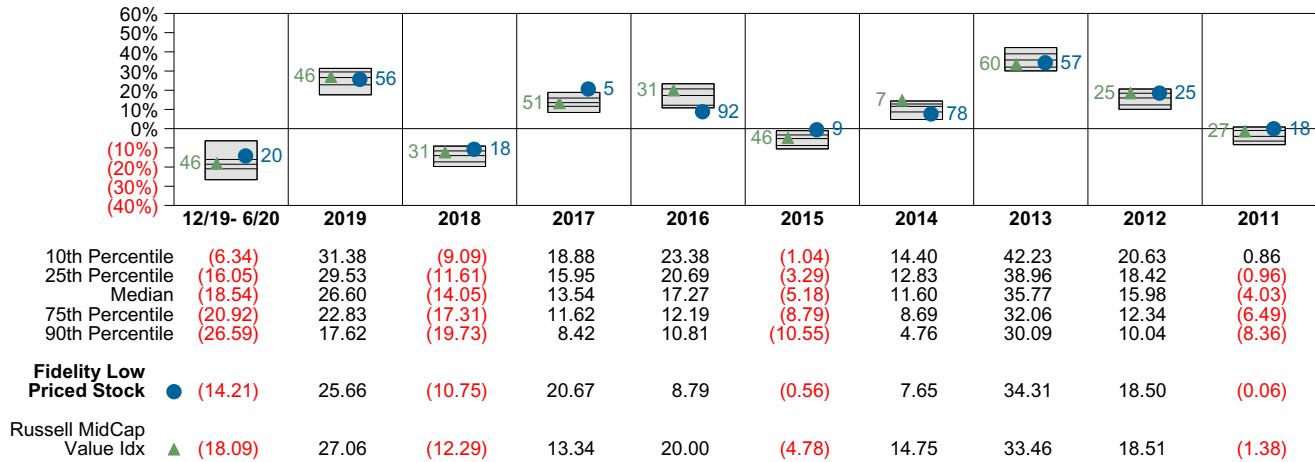 60%
50%
40%
30%
20%
10%
0%
(10%)
(20%)
(30%)
(40%)
46 20
46 56
31 18
51 5
31 92
46 9
7 78
60 57
25 25
27 18
12/19- 6/20 2019 2018 2017 2016 2015 2014 2013 2012 2011
10th Percentile (6.34) 31.38 (9.09) 18.88 23.38 (1.04) 14.40 42.23 20.63 0.86
25th Percentile (16.05) 29.53 (11.61) 15.95 20.69 (3.29) 12.83 38.96 18.42 (0.96)
Median (18.54) 26.60 (14.05) 13.54 17.27 (5.18) 11.60 35.77 15.98 (4.03)
75th Percentile (20.92) 22.83 (17.31) 11.62 12.19 (8.79) 8.69 32.06 12.34 (6.49)
90th Percentile (26.59) 17.62 (19.73) 8.42 10.81 (10.55) 4.76 30.09 10.04 (8.36)
Fidelity Low
Priced Stock (14.21) 25.66 (10.75) 20.67 8.79 (0.56) 7.65 34.31 18.50 (0.06)
Russell MidCap
Value Idx (18.09) 27.06 (12.29) 13.34 20.00 (4.78) 14.75 33.46 18.51 (1.38)